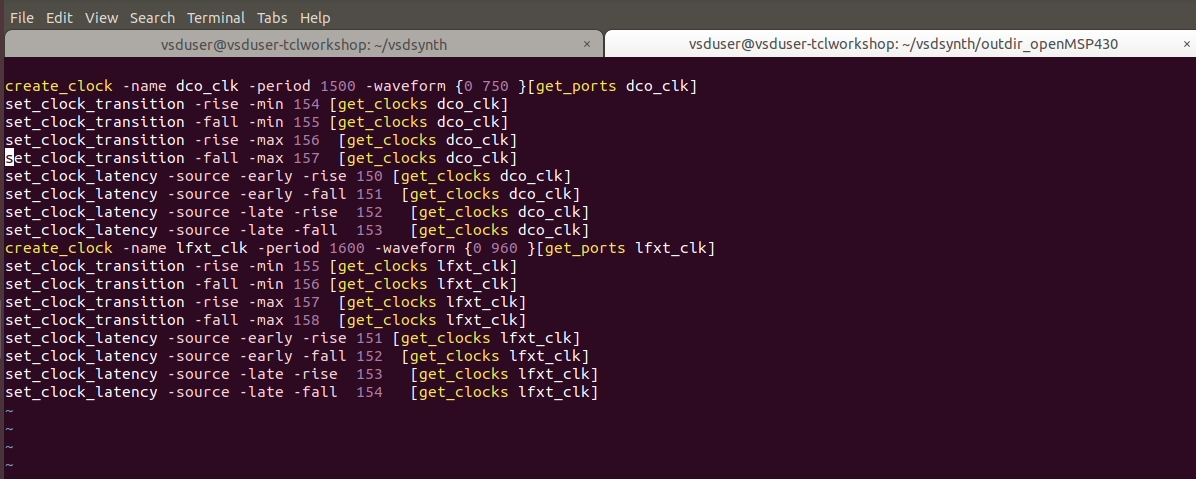 File Edit View Search Terminal Tabs Help
vsduser@vsduser-tclworkshop: ~/vsdsynth × vsduser@vsduser-tclworkshop: ~/vsdsynth/outdir_openMSP430 ×
create_clock -name dco_clk -period 1500 -waveform {0 750 }[get_ports dco_clk]
set_clock_transition -rise -min 154 [get_clocks dco_clk]
set_clock_transition -fall -min 155 [get_clocks dco_clk]
set_clock_transition -rise -max 156  [get_clocks dco_clk]
set_clock_transition -fall -max 157  [get_clocks dco_clk]
set_clock_latency -source -early -rise 150 [get_clocks dco_clk]
set_clock_latency -source -early -fall 151  [get_clocks dco_clk]
set_clock_latency -source -late -rise  152   [get_clocks dco_clk]
set_clock_latency -source -late -fall  153   [get_clocks dco_clk]
create_clock -name lfxt_clk -period 1600 -waveform {0 960 }[get_ports lfxt_clk]
set_clock_transition -rise -min 155 [get_clocks lfxt_clk]
set_clock_transition -fall -min 156 [get_clocks lfxt_clk]
set_clock_transition -rise -max 157  [get_clocks lfxt_clk]
set_clock_transition -fall -max 158  [get_clocks lfxt_clk]
set_clock_latency -source -early -rise 151 [get_clocks lfxt_clk]
set_clock_latency -source -early -fall 152  [get_clocks lfxt_clk]
set_clock_latency -source -late -rise  153   [get_clocks lfxt_clk]
set_clock_latency -source -late -fall  154   [get_clocks lfxt_clk]
~
~
~
~